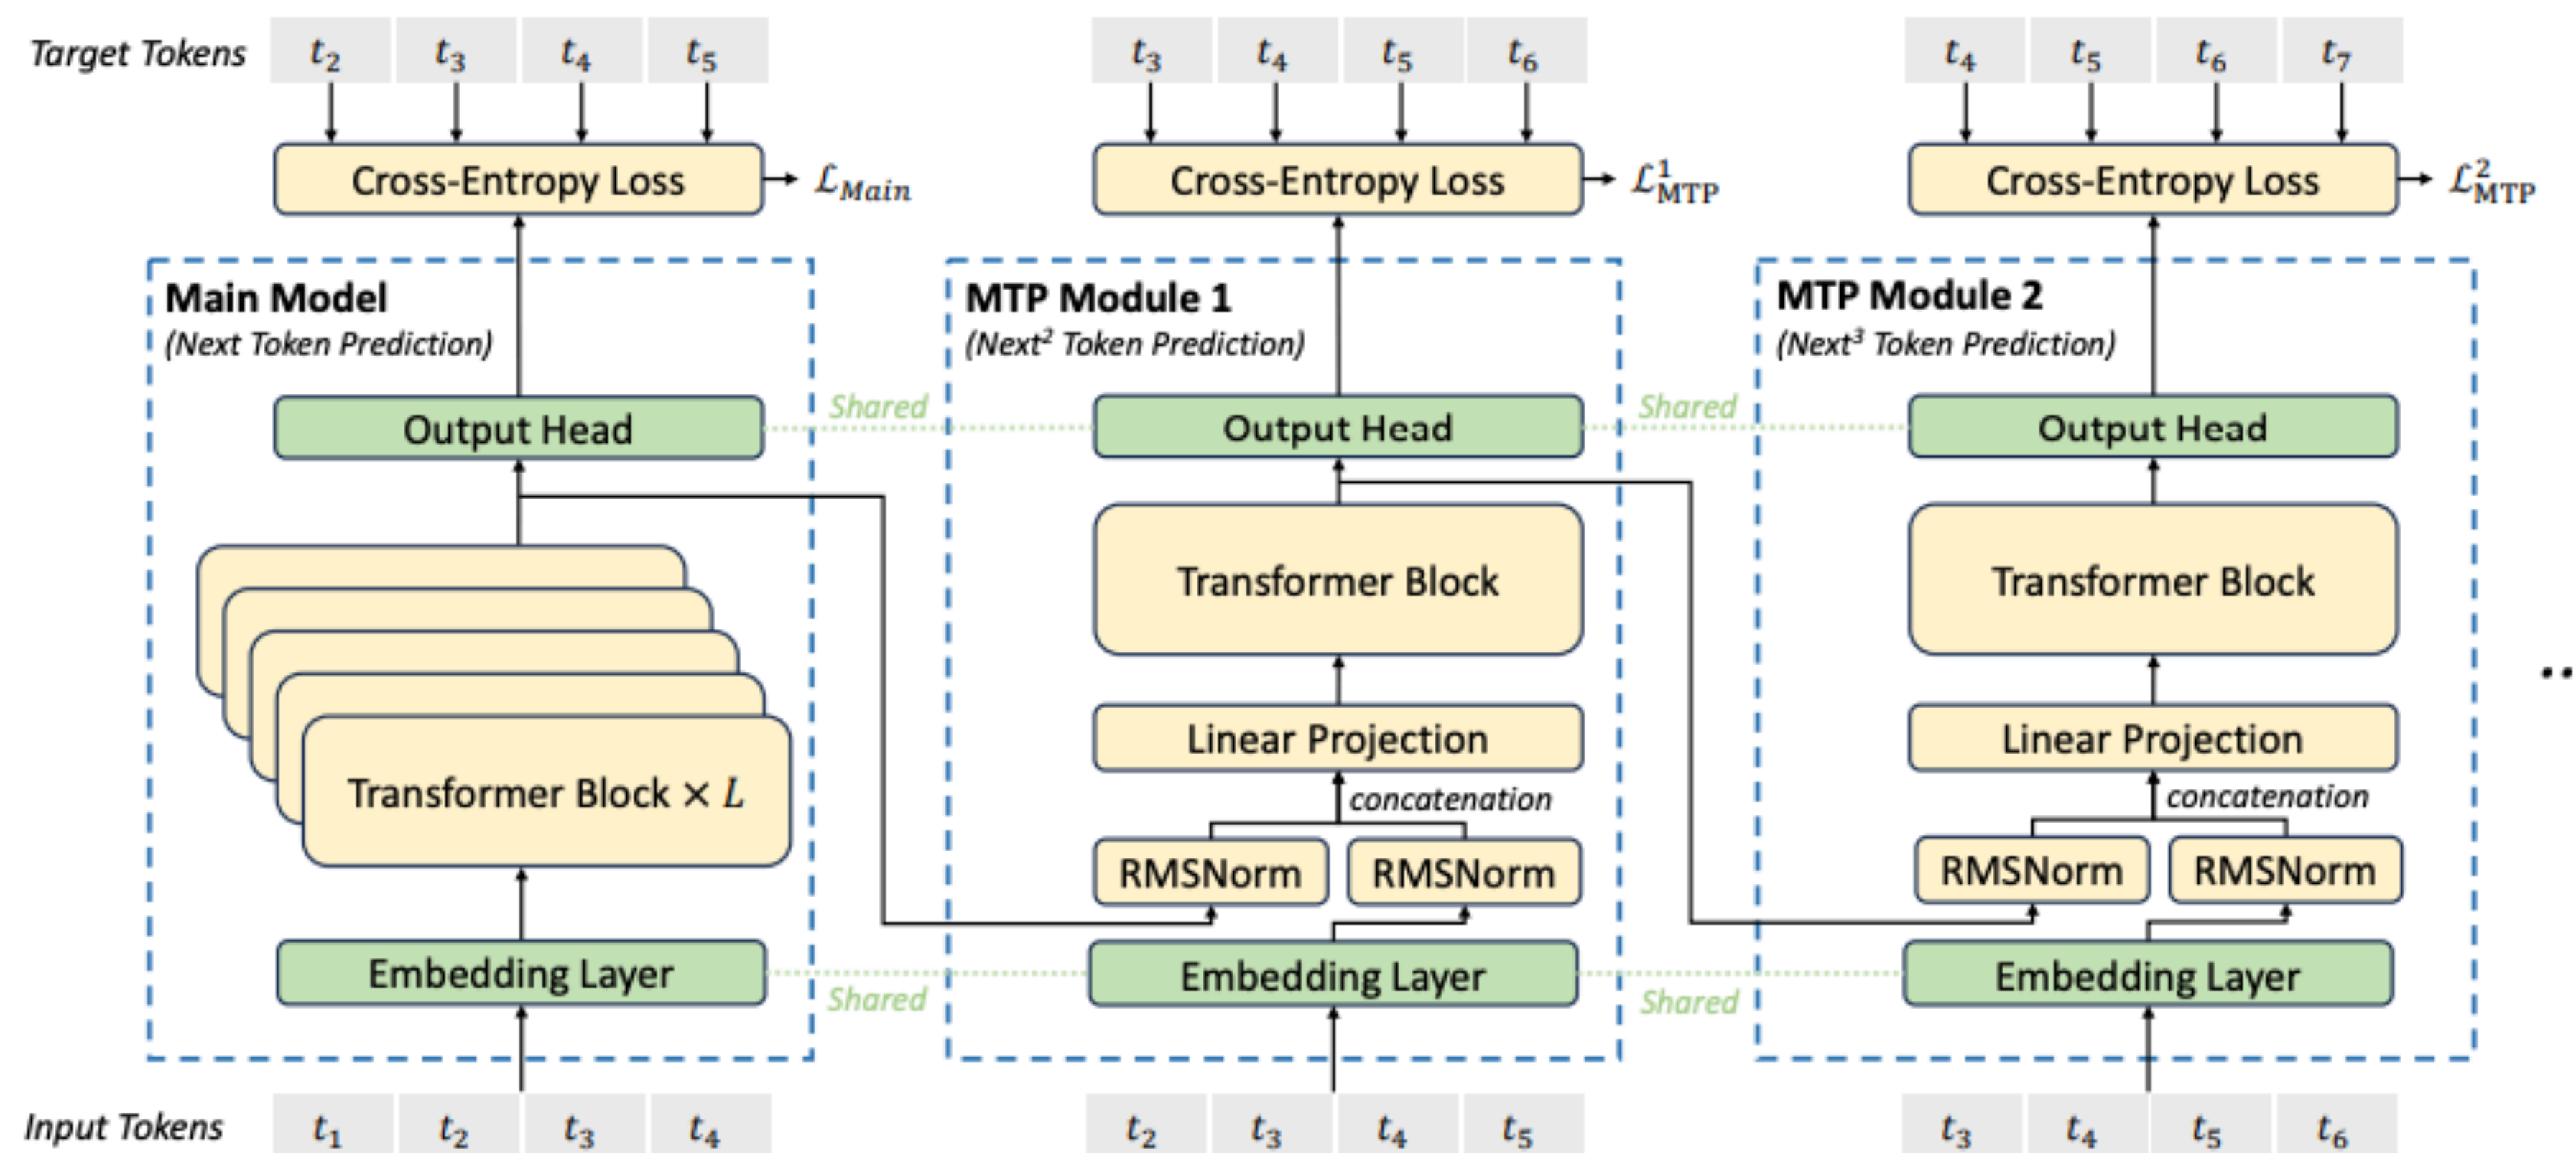 Target Tokens t₂ t₃ t₄ t₅ t₃ t₄ t₅ t₆ t₄ t₅ t₆ t₇
Cross-Entropy Loss ℒ_Main Cross-Entropy Loss ℒ¹_MTP Cross-Entropy Loss ℒ²_MTP
Main Model MTP Module 1 MTP Module 2
(Next Token Prediction) (Next² Token Prediction) (Next³ Token Prediction)
Shared Shared
Output Head Output Head Output Head
Transformer Block Transformer Block
..
Linear Projection Linear Projection
Transformer Block × L concatenation concatenation
RMSNorm RMSNorm RMSNorm RMSNorm
Embedding Layer Embedding Layer Embedding Layer
Shared Shared
Input Tokens t₁ t₂ t₃ t₄ t₂ t₃ t₄ t₅ t₃ t₄ t₅ t₆